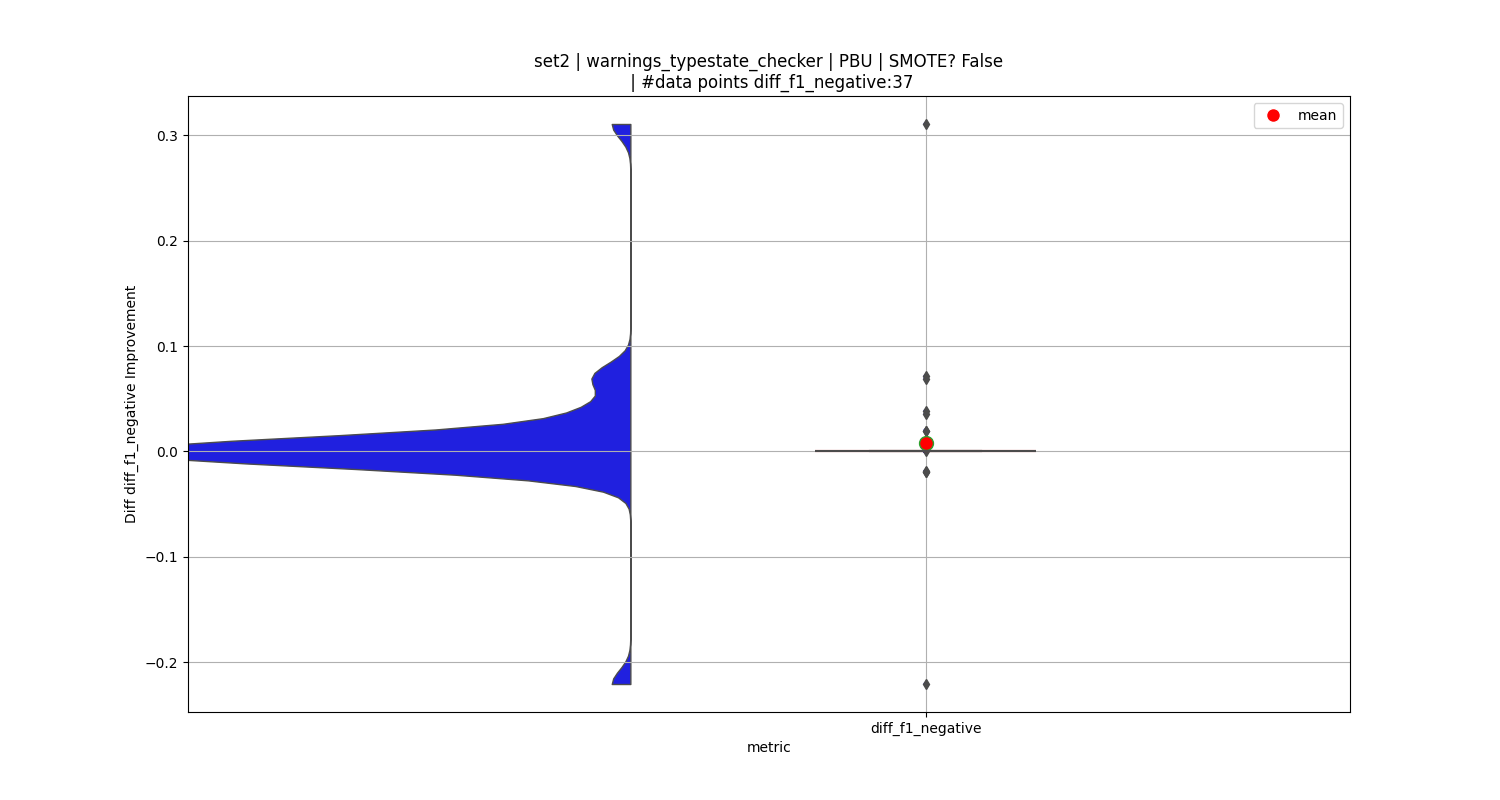 set2 | warnings_typestate_checker | PBU | SMOTE? False
| #data points diff_f1_negative:37
mean
0.3
0.2
0.1
0.0
−0.1
−0.2
Diff diff_f1_negative Improvement
diff_f1_negative
metric